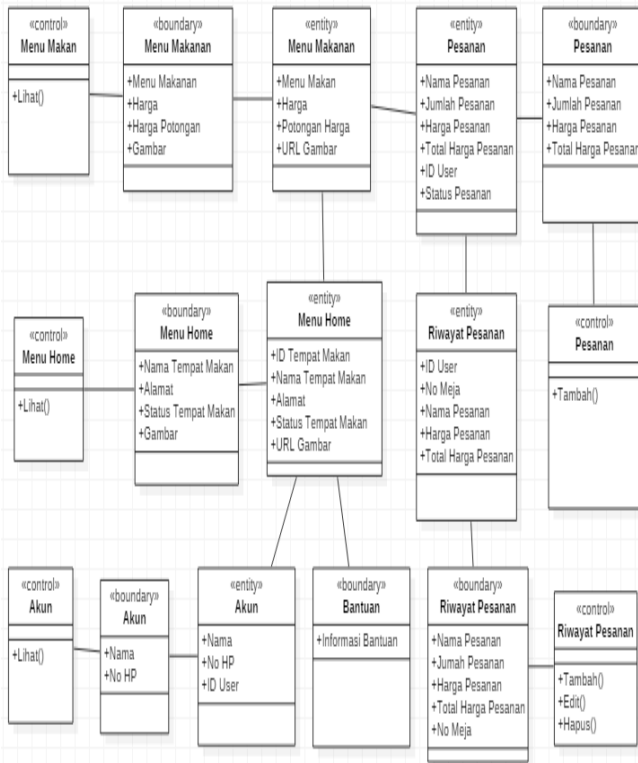 «control»
Menu Makan
+Lihat()
«boundary»
Menu Makanan
+Menu Makanan
+Harga
+Harga Potongan
+Gambar
«entity»
Menu Makanan
+Menu Makan
+Harga
+Potongan Harga
+URL Gambar
«entity»
Pesanan
+Nama Pesanan
+Jumlah Pesanan
+Harga Pesanan
+Total Harga Pesanan
+ID User
+Status Pesanan
«boundary»
Pesanan
+Nama Pesanan
+Jumlah Pesanan
+Harga Pesanan
+Total Harga Pesanan
«control»
Menu Home
+Lihat()
«boundary»
Menu Home
+Nama Tempat Makan
+Alamat
+Status Tempat Makan
+Gambar
«entity»
Menu Home
+ID Tempat Makan
+Nama Tempat Makan
+Alamat
+Status Tempat Makan
+URL Gambar
«entity»
Riwayat Pesanan
+ID User
+No Meja
+Nama Pesanan
+Harga Pesanan
+Total Harga Pesanan
«control»
Pesanan
+Tambah()
«control»
Akun
+Lihat()
«boundary»
Akun
+Nama
+No HP
«entity»
Akun
+Nama
+No HP
+ID User
«boundary»
Bantuan
+Informasi Bantuan
«boundary»
Riwayat Pesanan
+Nama Pesanan
+Jumah Pesanan
+Harga Pesanan
+Total Harga Pesanan
+No Meja
«control»
Riwayat Pesanan
+Tambah()
+Edit()
+Hapus()